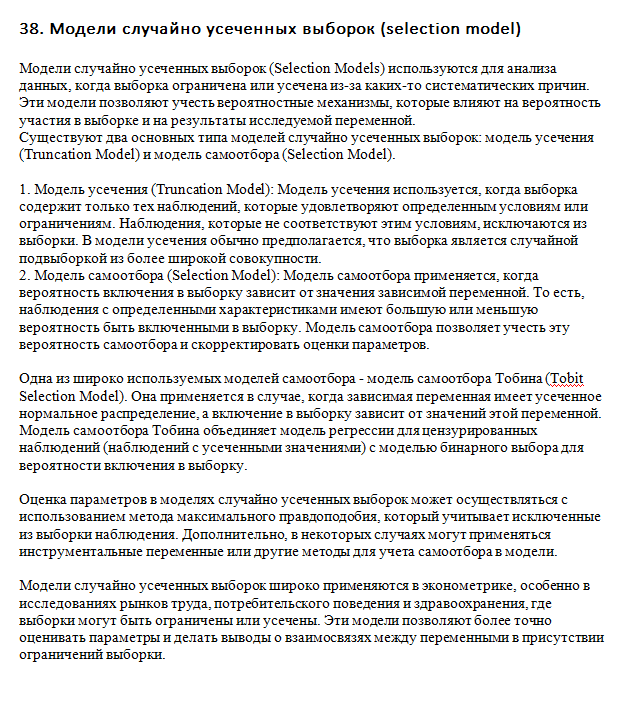 38. Модели случайно усеченных выборок (selection model)
Модели случайно усеченных выборок (Selection Models) используются для анализа
данных, когда выборка ограничена или усечена из-за каких-то систематических причин.
Эти модели позволяют учесть вероятностные механизмы, которые влияют на вероятность
участия в выборке и на результаты исследуемой переменной.
Существуют два основных типа моделей случайно усеченных выборок: модель усечения
(Truncation Model) и модель самоотбора (Selection Model).
1. Модель усечения (Truncation Model): Модель усечения используется, когда выборка
содержит только тех наблюдений, которые удовлетворяют определенным условиям или
ограничениям. Наблюдения, которые не соответствуют этим условиям, исключаются из
выборки. В модели усечения обычно предполагается, что выборка является случайной
подвыборкой из более широкой совокупности.
2. Модель самоотбора (Selection Model): Модель самоотбора применяется, когда
вероятность включения в выборку зависит от значения зависимой переменной. То есть,
наблюдения с определенными характеристиками имеют большую или меньшую
вероятность быть включенными в выборку. Модель самоотбора позволяет учесть эту
вероятность самоотбора и скорректировать оценки параметров.
Одна из широко используемых моделей самоотбора - модель самоотбора Тобина (Tobit
Selection Model). Она применяется в случае, когда зависимая переменная имеет усеченное
нормальное распределение, а включение в выборку зависит от значений этой переменной.
Модель самоотбора Тобина объединяет модель регрессии для цензурированных
наблюдений (наблюдений с усеченными значениями) с моделью бинарного выбора для
вероятности включения в выборку.
Оценка параметров в моделях случайно усеченных выборок может осуществляться с
использованием метода максимального правдоподобия, который учитывает исключенные
из выборки наблюдения. Дополнительно, в некоторых случаях могут применяться
инструментальные переменные или другие методы для учета самоотбора в модели.
Модели случайно усеченных выборок широко применяются в эконометрике, особенно в
исследованиях рынков труда, потребительского поведения и здравоохранения, где
выборки могут быть ограничены или усечены. Эти модели позволяют более точно
оценивать параметры и делать выводы о взаимосвязях между переменными в присутствии
ограничений выборки.